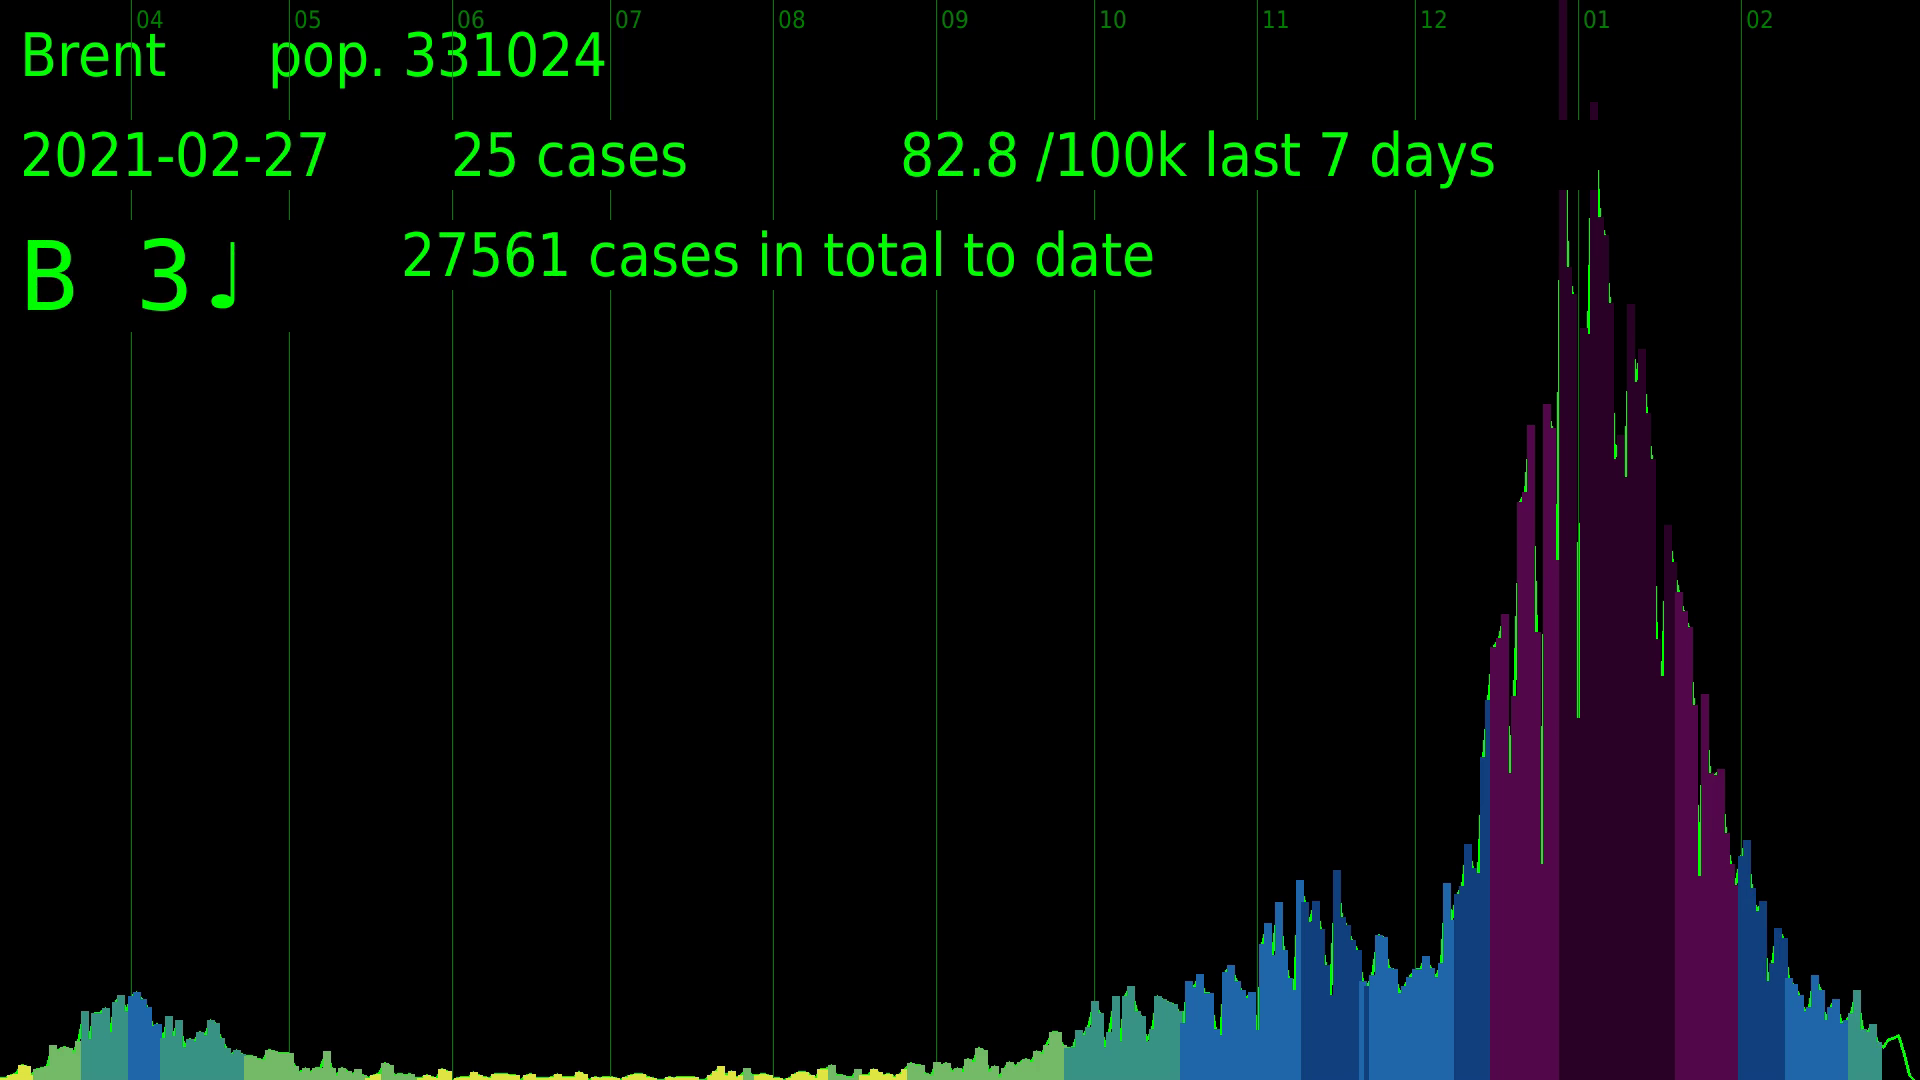 04 05 06 07 08 09 10 11 12 01 02
Brent pop. 331024
2021-02-27 25 cases 82.8 /100k last 7 days
B 3♩ 27561 cases in total to date